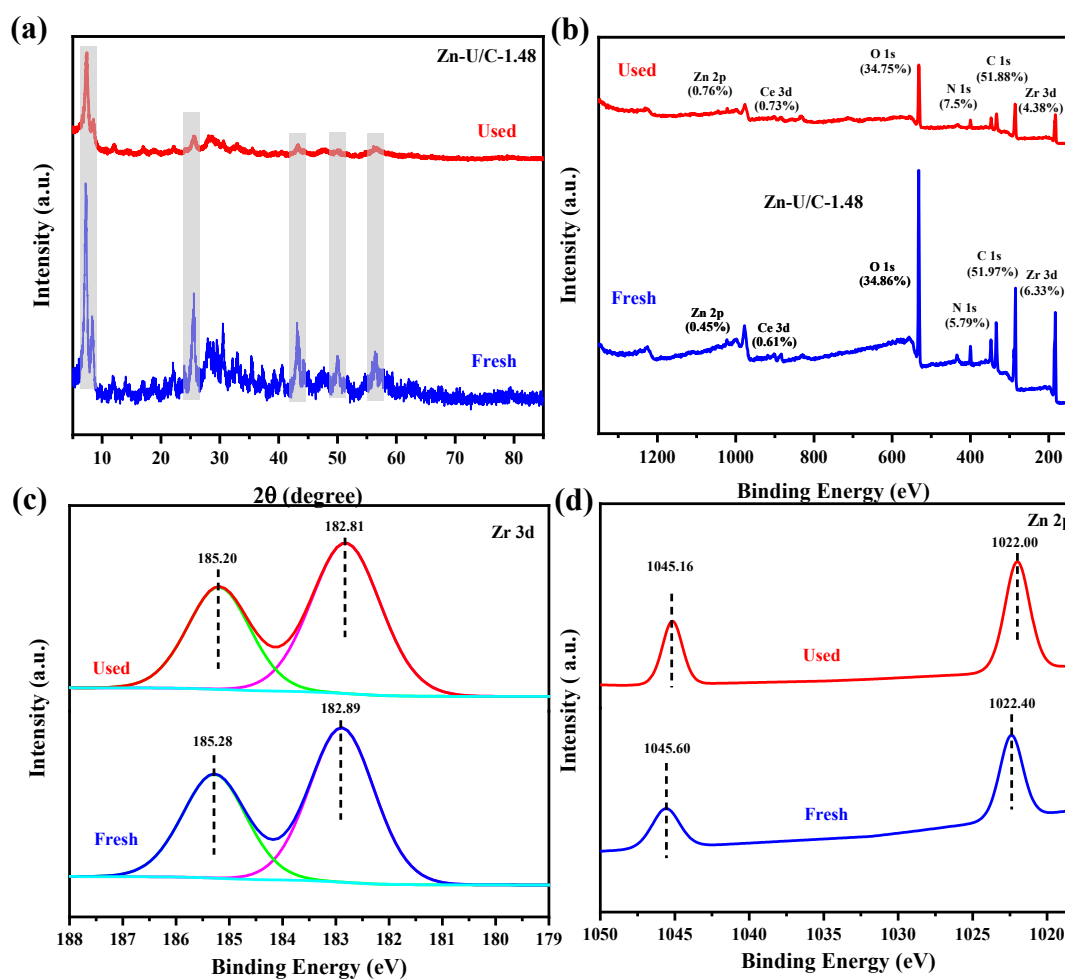 (a)
Zn-U/C-1.48
Used
Fresh
Intensity (a.u.)
10 20 30 40 50 60 70 80
2θ (degree)
(b)
Used
Zn 2p
(0.76%)
Ce 3d
(0.73%)
O 1s
(34.75%)
N 1s
(7.5%)
C 1s
(51.88%)
Zr 3d
(4.38%)
Zn-U/C-1.48
Fresh
Zn 2p
(0.45%)
Ce 3d
(0.61%)
O 1s
(34.86%)
N 1s
(5.79%)
C 1s
(51.97%)
Zr 3d
(6.33%)
Intensity (a.u.)
1200 1000 800 600 400 200
Binding Energy (eV)
(c)
Zr 3d
185.20
182.81
Used
185.28
182.89
Fresh
Intensity (a.u.)
188 187 186 185 184 183 182 181 180 179
Binding Energy (eV)
(d)
Zn 2p
1045.16
1022.00
Used
1045.60
1022.40
Fresh
Intensity ( a.u.)
1050 1045 1040 1035 1030 1025 1020
Binding Energy (eV)